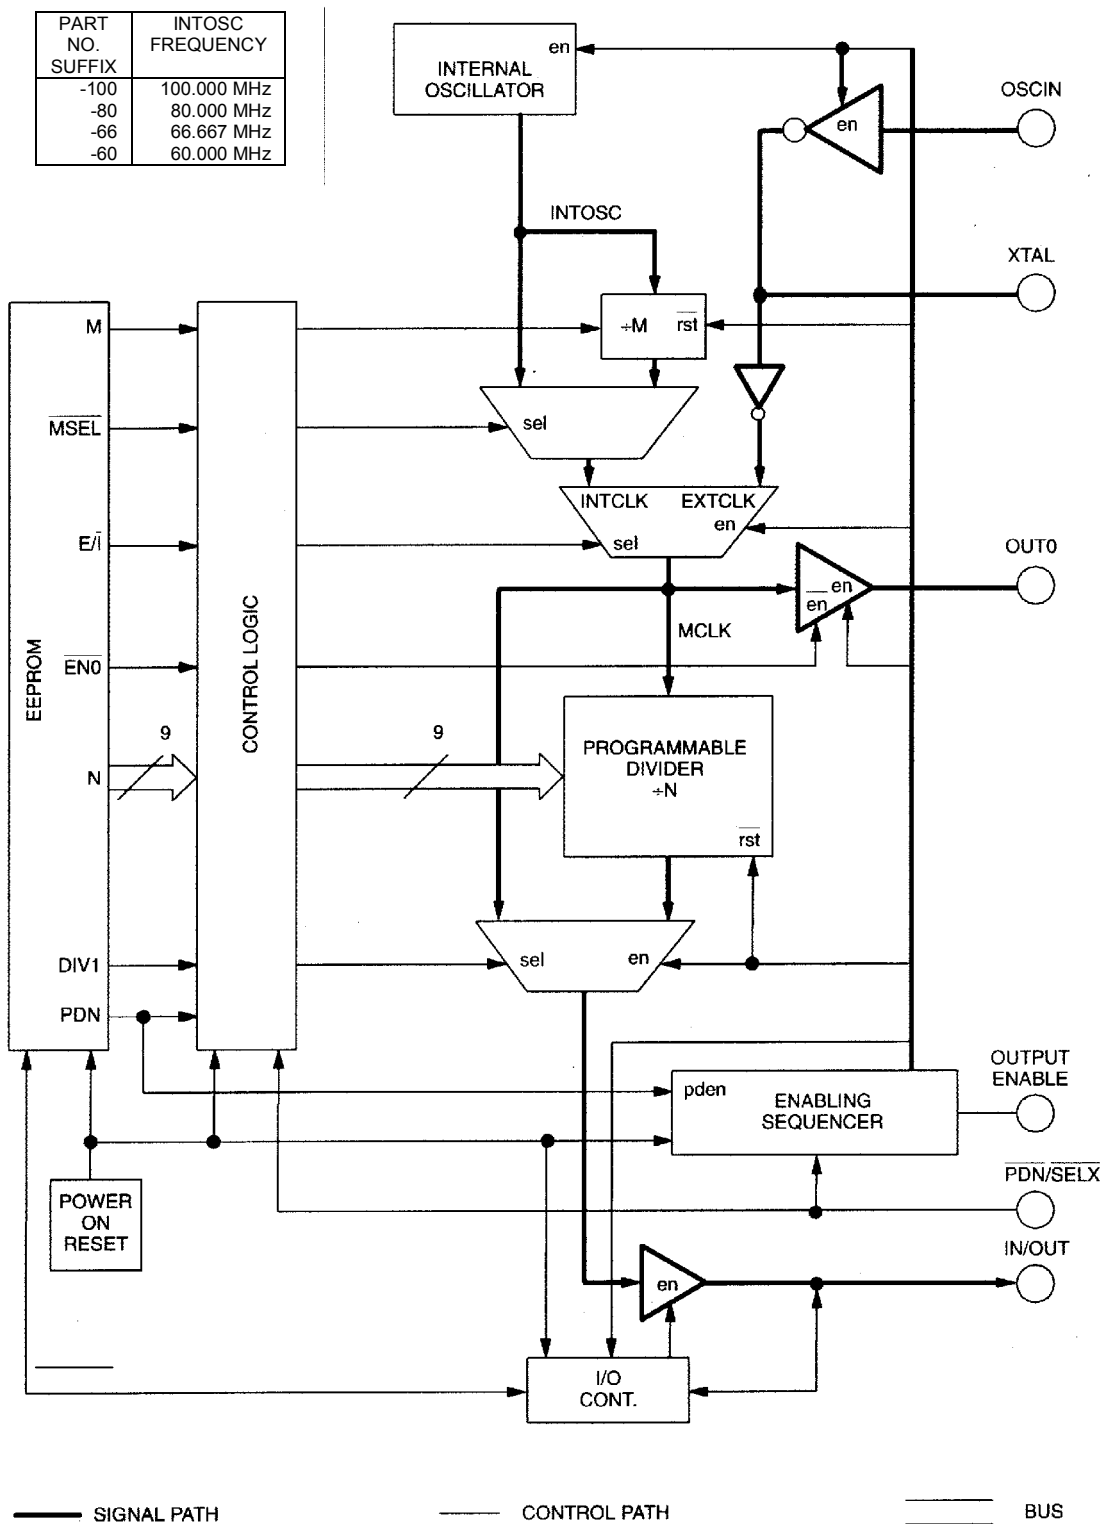 PART NO. SUFFIX
INTOSC FREQUENCY
-100 100.000 MHz
-80 80.000 MHz
-66 66.667 MHz
-60 60.000 MHz
en
INTERNAL
OSCILLATOR
en
OSCIN
INTOSC
XTAL
M
÷M
rst
MSEL
sel
INTCLK
EXTCLK
en
E/I
sel
OUT0
en
en
MCLK
EEPROM
CONTROL LOGIC
EN0
9
9
N
PROGRAMMABLE
DIVIDER
÷N
rst
DIV1
sel
en
PDN
OUTPUT
ENABLE
pden
ENABLING
SEQUENCER
POWER
ON
RESET
PDN/SELX
IN/OUT
en
I/O
CONT.
SIGNAL PATH
CONTROL PATH
BUS